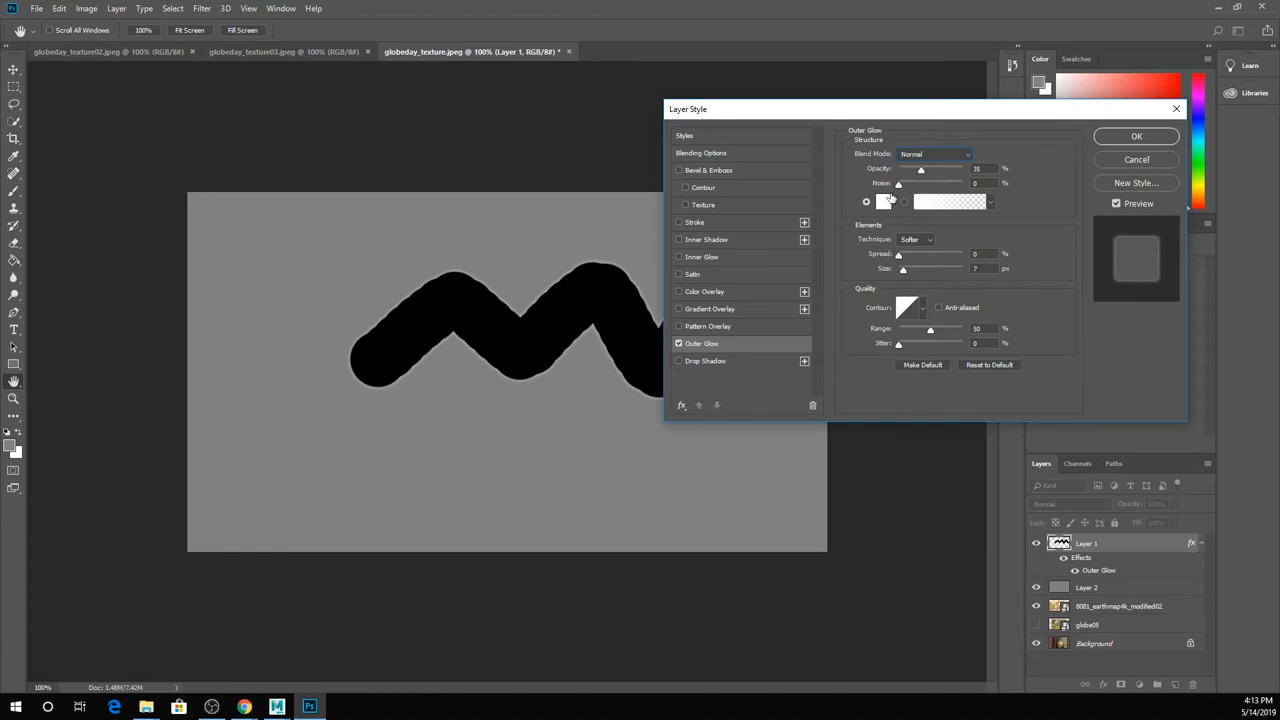 Ps File Edit Image Layer Type Select Filter 3D View Window Help
Scroll All Windows 100% Fit Screen Fill Screen
globeday_texture02.jpeg @ 100% (RGB/8#) × globeday_texture03.jpeg @ 100% (RGB/8#) × globeday_texture.jpeg @ 100% (Layer 1, RGB/8#) * ×
Color Swatches
Learn
Libraries
Layer Style
Styles
Blending Options
Bevel & Emboss
Contour
Texture
Stroke
Inner Shadow
Inner Glow
Satin
Color Overlay
Gradient Overlay
Pattern Overlay
Outer Glow
Drop Shadow
fx
Outer Glow
Structure
Blend Mode: Normal
Opacity: 35 %
Noise: 0 %
Elements
Technique: Softer
Spread: 0 %
Size: 7 px
Quality
Contour: Anti-aliased
Range: 50 %
Jitter: 0 %
Make Default Reset to Default
OK
Cancel
New Style...
Preview
Layers Channels Paths
Kind
Normal Opacity: 100%
Lock: Fill: 100%
Layer 1 fx
Effects
Outer Glow
Layer 2
8081_earthmap4k_modified02
globe05
Background
fx
100% Doc: 1.48M/7.42M
Ps
4:13 PM
5/14/2019